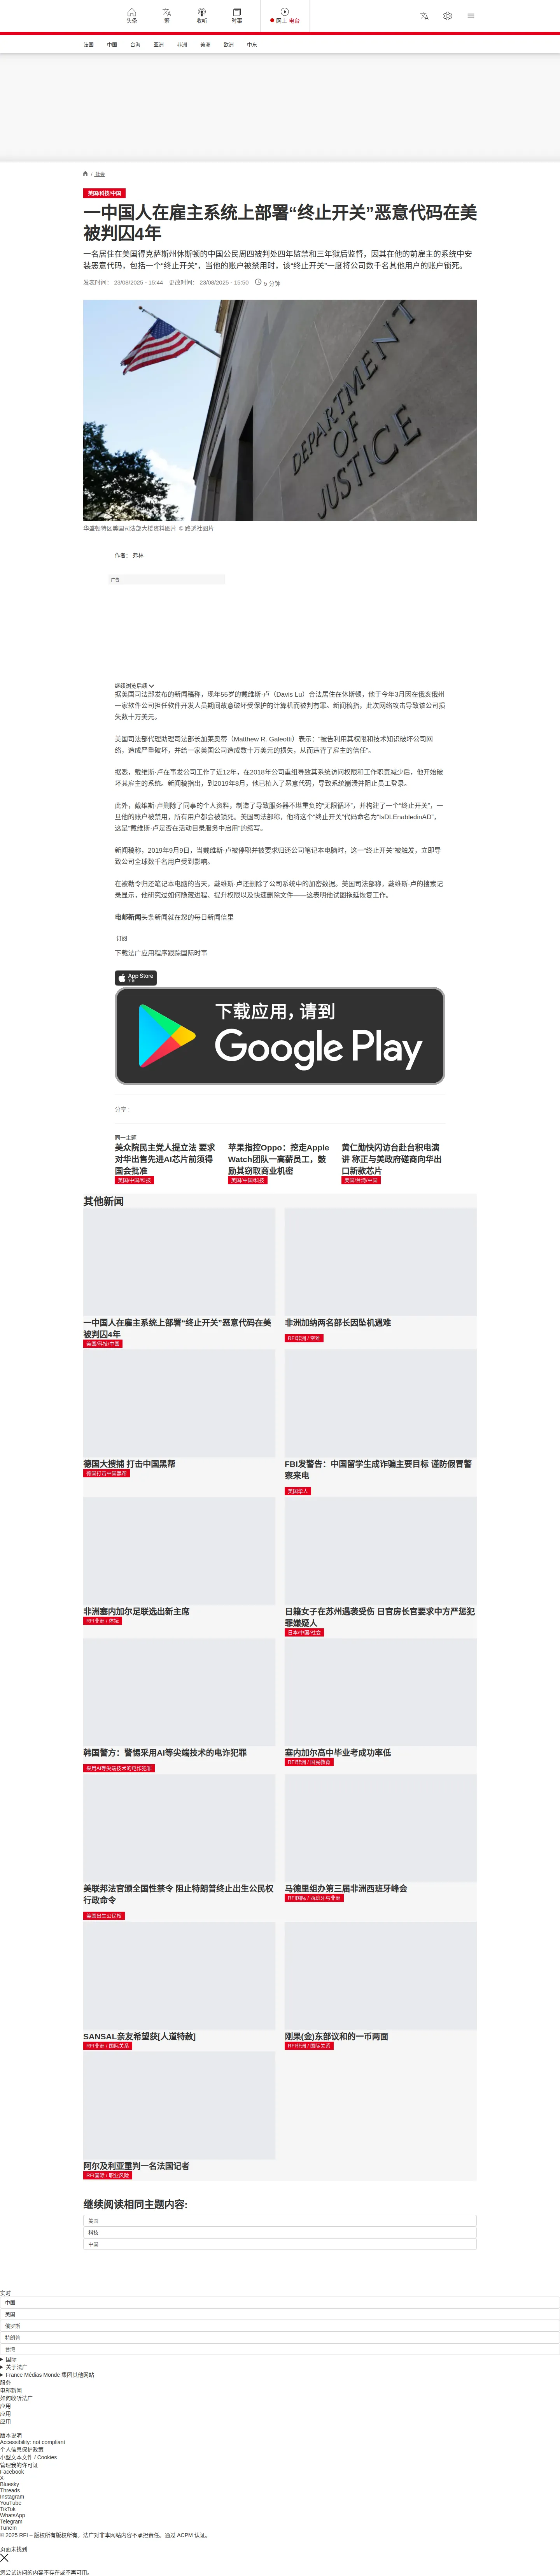 头条
繁
收听
时事
网上 电台
法国
中国
台海
亚洲
非洲
美洲
欧洲
中东
/ 社会
美国/科技/中国
一中国人在雇主系统上部署“终止开关”恶意代码在美
被判囚4年
一名居住在美国得克萨斯州休斯顿的中国公民周四被判处四年监禁和三年狱后监督，因其在他的前雇主的系统中安
装恶意代码，包括一个“终止开关”，当他的账户被禁用时，该“终止开关”一度将公司数千名其他用户的账户锁死。
发表时间： 23/08/2025 - 15:44 更改时间： 23/08/2025 - 15:50 5 分钟
DEPARTMENT
OF
JUSTICE
华盛顿特区美国司法部大楼资料图片 © 路透社图片
作者： 弗林
广告
继续浏览后续
据美国司法部发布的新闻稿称，现年55岁的戴维斯·卢（Davis Lu）合法居住在休斯顿，他于今年3月因在俄亥俄州
一家软件公司担任软件开发人员期间故意破坏受保护的计算机而被判有罪。新闻稿指，此次网络攻击导致该公司损
失数十万美元。
美国司法部代理助理司法部长加莱奥蒂（Matthew R. Galeotti）表示：“被告利用其权限和技术知识破坏公司网
络，造成严重破坏，并给一家美国公司造成数十万美元的损失，从而违背了雇主的信任”。
据悉，戴维斯·卢在事发公司工作了近12年，在2018年公司重组导致其系统访问权限和工作职责减少后，他开始破
坏其雇主的系统。新闻稿指出，到2019年8月，他已植入了恶意代码，导致系统崩溃并阻止员工登录。
此外，戴维斯·卢删除了同事的个人资料，制造了导致服务器不堪重负的“无限循环”，并构建了一个“终止开关”，一
旦他的账户被禁用，所有用户都会被锁死。美国司法部称，他将这个“终止开关”代码命名为“IsDLEnabledinAD”，
这是“戴维斯·卢是否在活动目录服务中启用”的缩写。
新闻稿称，2019年9月9日，当戴维斯·卢被停职并被要求归还公司笔记本电脑时，这一“终止开关”被触发，立即导
致公司全球数千名用户受到影响。
在被勒令归还笔记本电脑的当天，戴维斯·卢还删除了公司系统中的加密数据。美国司法部称，戴维斯·卢的搜索记
录显示，他研究过如何隐藏进程、提升权限以及快速删除文件——这表明他试图拖延恢复工作。
电邮新闻头条新闻就在您的每日新闻信里
订阅
下载法广应用程序跟踪国际时事
App Store
下载
下载应用，请到
Google Play
分享 :
同一主题
美众院民主党人提立法 要求
对华出售先进AI芯片前须得
国会批准
美国/中国/科技
苹果指控Oppo：挖走Apple
Watch团队一高薪员工，鼓
励其窃取商业机密
美国/中国/科技
黄仁勋快闪访台赴台积电演
讲 称正与美政府磋商向华出
口新款芯片
美国/台湾/中国
其他新闻
一中国人在雇主系统上部署“终止开关”恶意代码在美
被判囚4年
美国/科技/中国
非洲加纳两名部长因坠机遇难
RFI非洲 / 空难
德国大搜捕 打击中国黑帮
德国打击中国黑帮
FBI发警告：中国留学生成诈骗主要目标 谨防假冒警
察来电
美国华人
非洲塞内加尔足联选出新主席
RFI非洲 / 体坛
日籍女子在苏州遇袭受伤 日官房长官要求中方严惩犯
罪嫌疑人
日本/中国/社会
韩国警方：警惕采用AI等尖端技术的电诈犯罪
采用AI等尖端技术的电诈犯罪
塞内加尔高中毕业考成功率低
RFI非洲 / 国民教育
美联邦法官颁全国性禁令 阻止特朗普终止出生公民权
行政命令
美国出生公民权
马德里组办第三届非洲西班牙峰会
RFI国际 / 西班牙与非洲
SANSAL亲友希望获[人道特赦]
RFI非洲 / 国际关系
刚果(金)东部议和的一币两面
RFI非洲 / 国际关系
阿尔及利亚重判一名法国记者
RFI国际 / 职业风险
继续阅读相同主题内容:
美国
科技
中国
实时
中国
美国
俄罗斯
特朗普
台湾
国际
关于法广
France Médias Monde 集团其他网站
服务
电邮新闻
如何收听法广
应用
应用
应用
版本说明
Accessibility: not compliant
个人信息保护政策
小型文本文件 / Cookies
管理我的许可证
Facebook
X
Bluesky
Threads
Instagram
YouTube
TikTok
WhatsApp
Telegram
TuneIn
© 2025 RFI – 版权所有版权所有。法广对非本网站内容不承担责任。通过 ACPM 认证。
页面未找到
您尝试访问的内容不存在或不再可用。